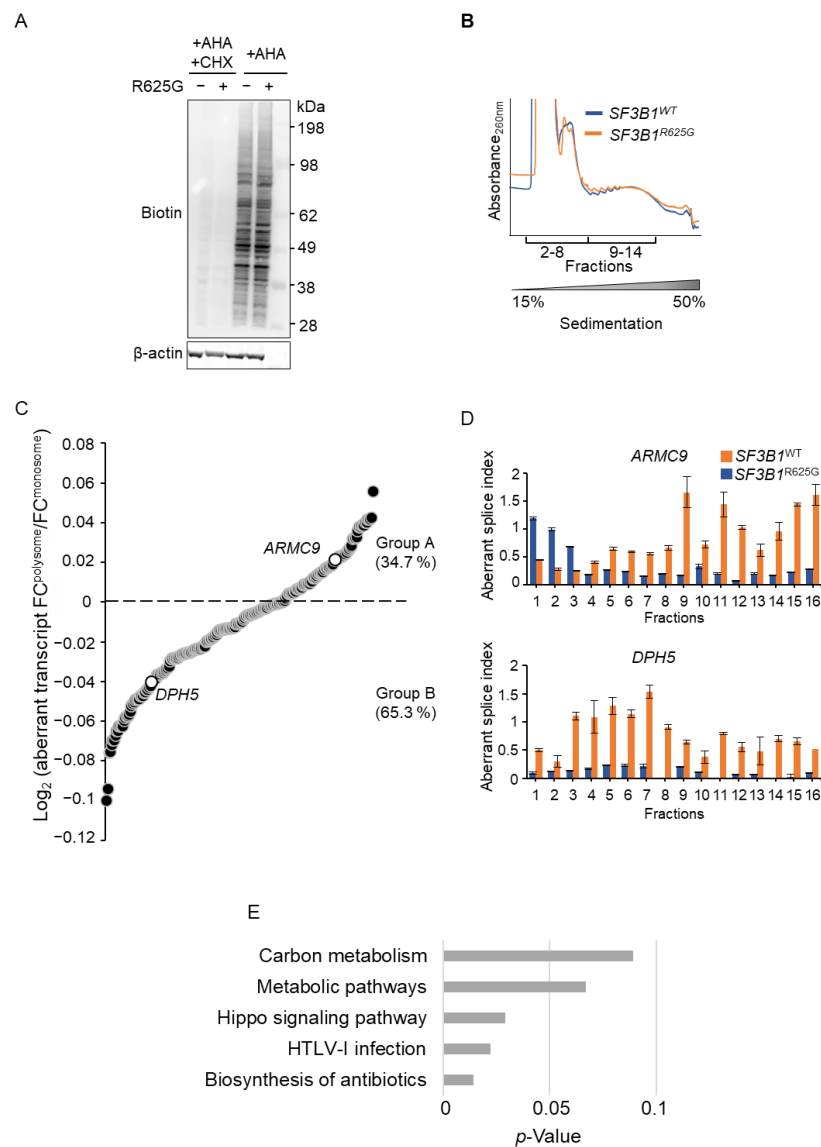 A
+AHA
+CHX
+AHA
R625G − + − +
kDa
198
98
62
49
38
28
Biotin
β-actin
B
Absorbance260nm
SF3B1WT
SF3B1R625G
2-8
9-14
Fractions
15%
50%
Sedimentation
C
Log2 (aberrant transcript FCpolysome/FCmonosome)
0.08
0.06
0.04
0.02
0
−0.02
−0.04
−0.06
−0.08
−0.1
−0.12
ARMC9
DPH5
Group A
(34.7 %)
Group B
(65.3 %)
D
ARMC9
SF3B1WT
SF3B1R625G
Aberrant splice index
2
1.5
1
0.5
0
1 2 3 4 5 6 7 8 9 10 11 12 13 14 15 16
Fractions
DPH5
Aberrant splice index
2
1.5
1
0.5
0
1 2 3 4 5 6 7 8 9 10 11 12 13 14 15 16
Fractions
E
Carbon metabolism
Metabolic pathways
Hippo signaling pathway
HTLV-I infection
Biosynthesis of antibiotics
0 0.05 0.1
p-Value